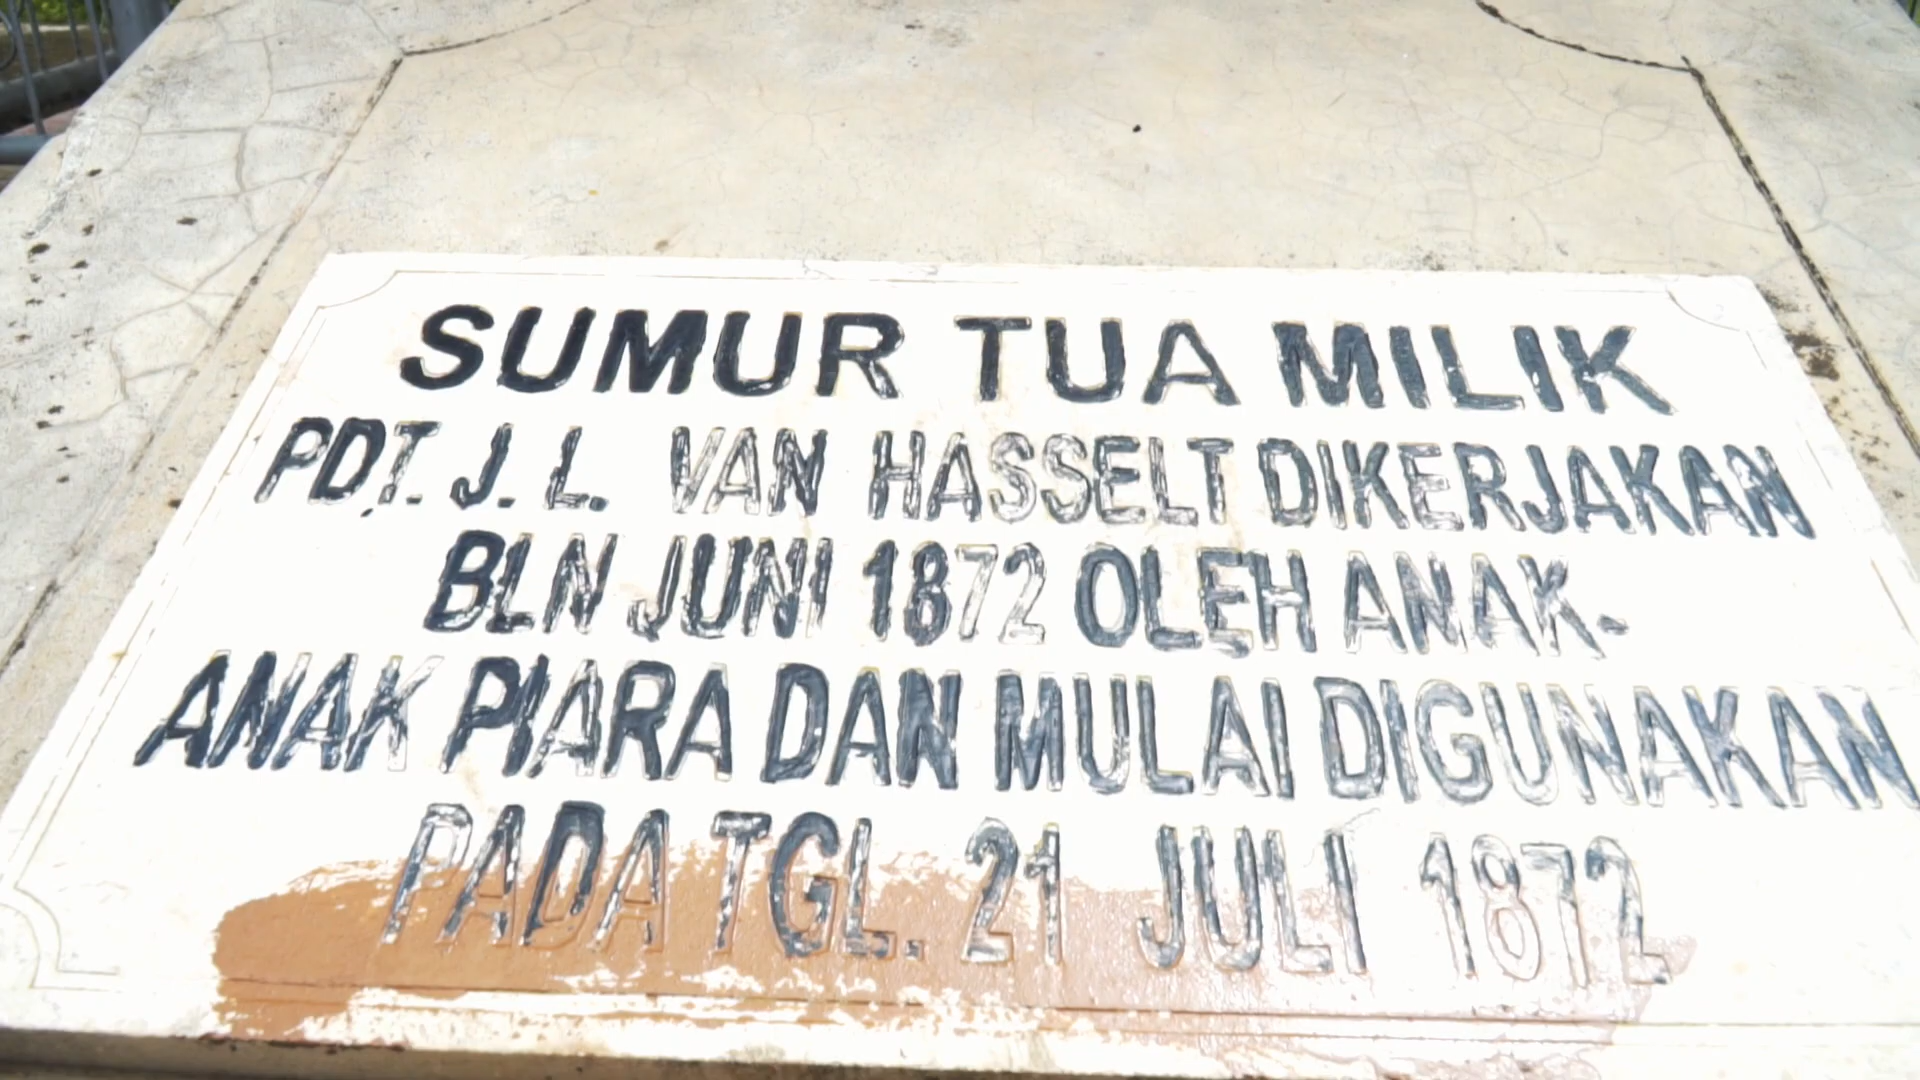 SUMUR TUA MILIK
PDT. J. L. VAN HASSELT DIKERJAKAN
BLN JUNI 1872 OLEH ANAK-
ANAK PIARA DAN MULAI DIGUNAKAN
PADA TGL. 21 JULI 1872